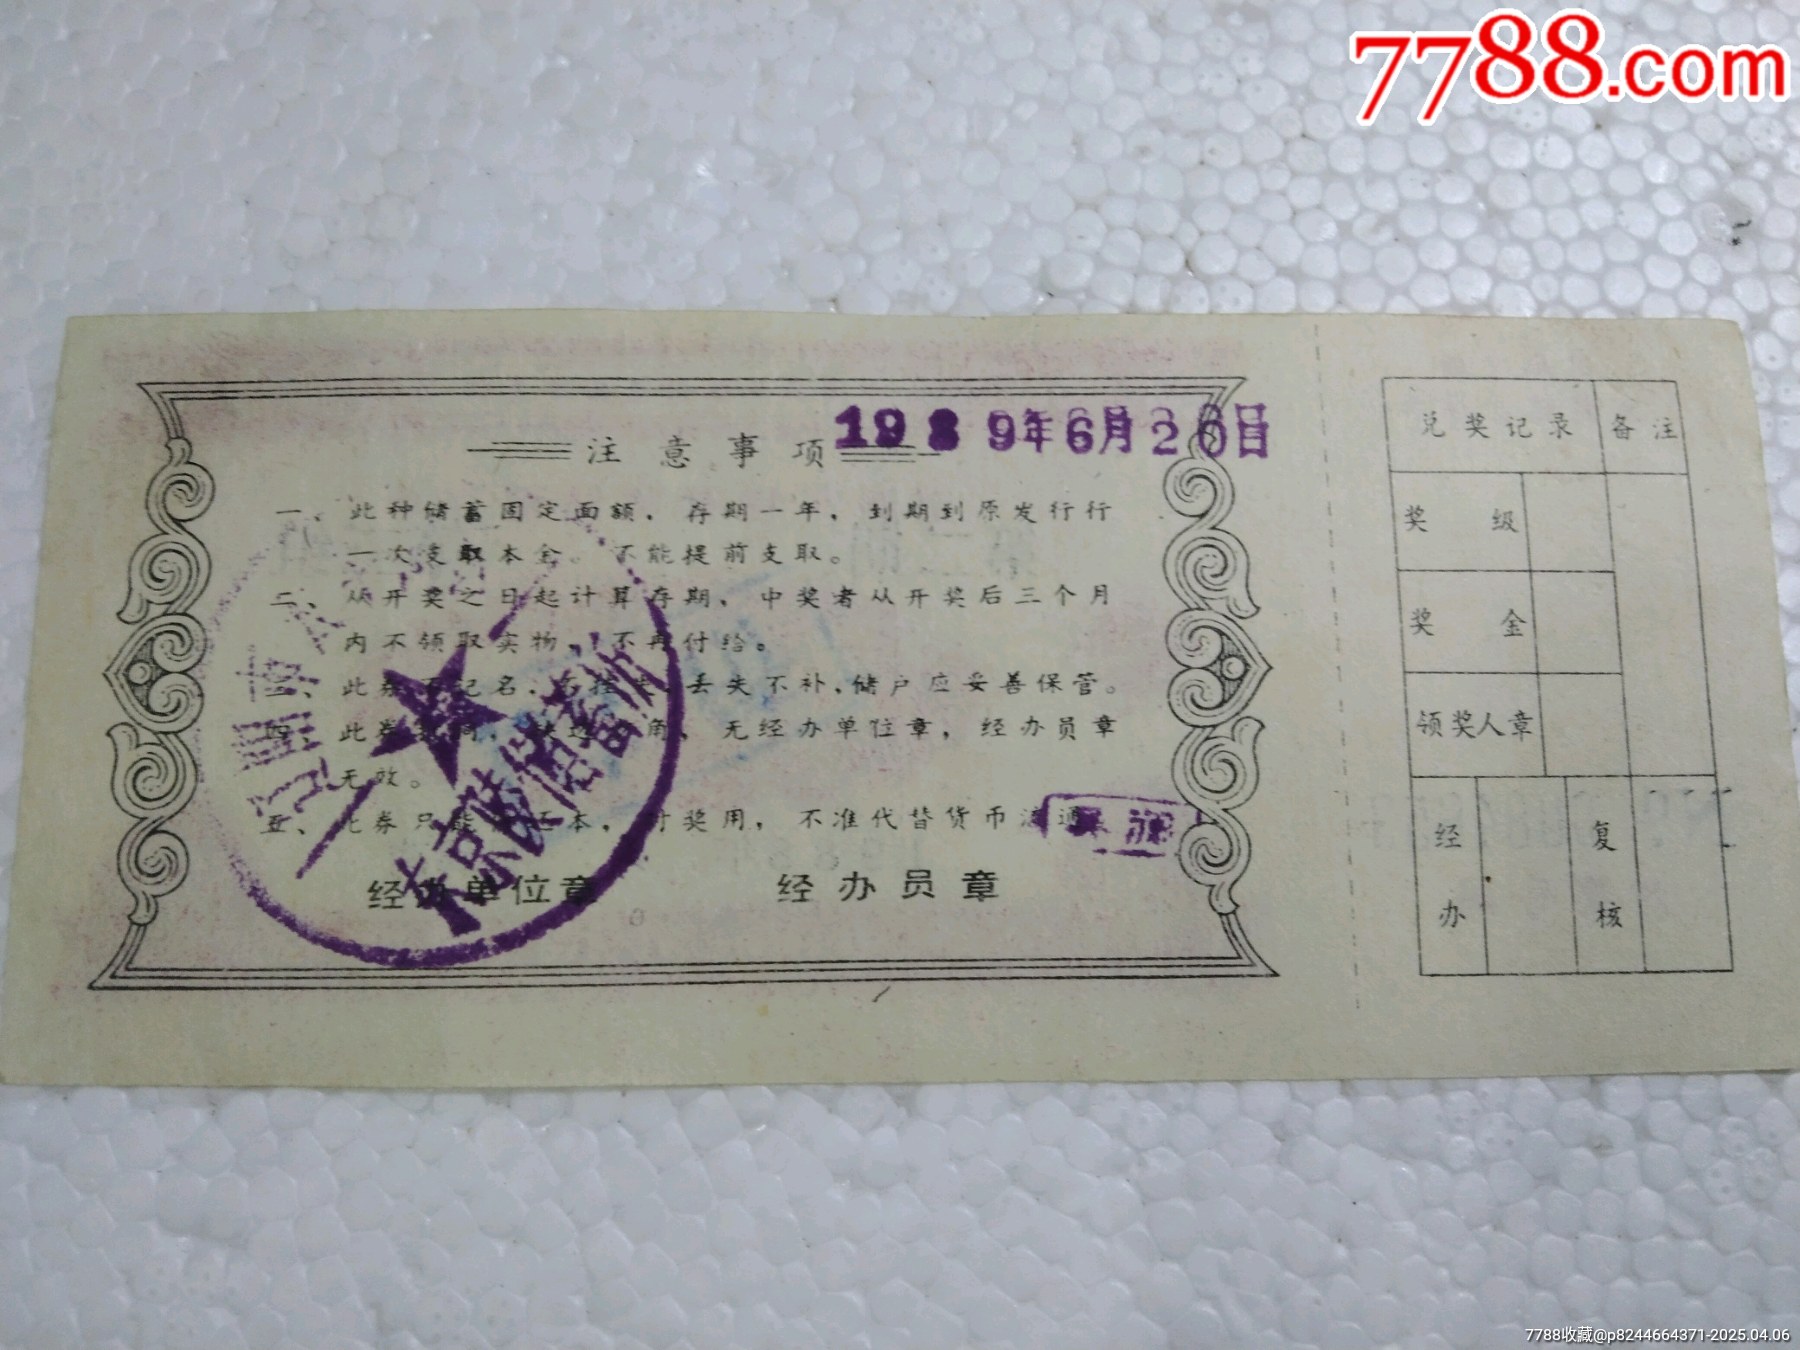 7788.com
1989年6月20日
注意事项
一、此种储蓄固定面额，存期一年，到期到原发行行
一次支取本金。不能提前支取。
二、从开奖之日起计算存期，中奖者从开奖后三个月
内不领取实物，不再付给。
此券不记名，不挂失，丢失不补，储户应妥善保管。
四、此券，角，无经办单位章，经办员章
无效。
五、此券只能，对奖用，不准代替货币流通
储蓄
经办单位章
经办员章
兑奖记录 备注
奖级
奖金
领奖人章
经办 复核
7788收藏@p8244664371-2025.04.06